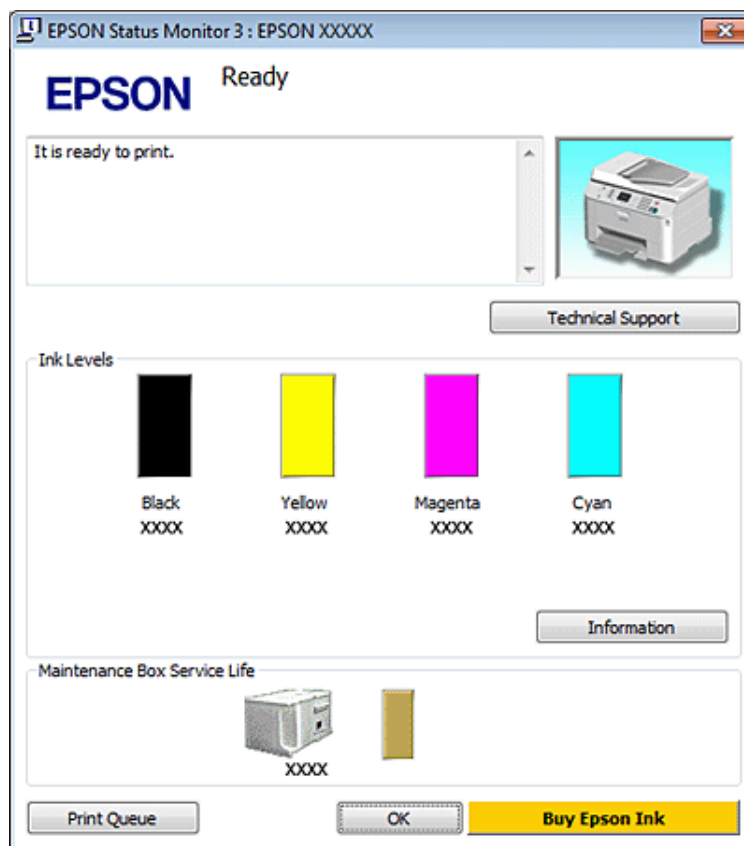 EPSON Status Monitor 3 : EPSON XXXXX
EPSON
Ready
It is ready to print.
Technical Support
Ink Levels
Black Yellow Magenta Cyan
XXXX XXXX XXXX XXXX
Information
Maintenance Box Service Life
XXXX
Print Queue OK Buy Epson Ink